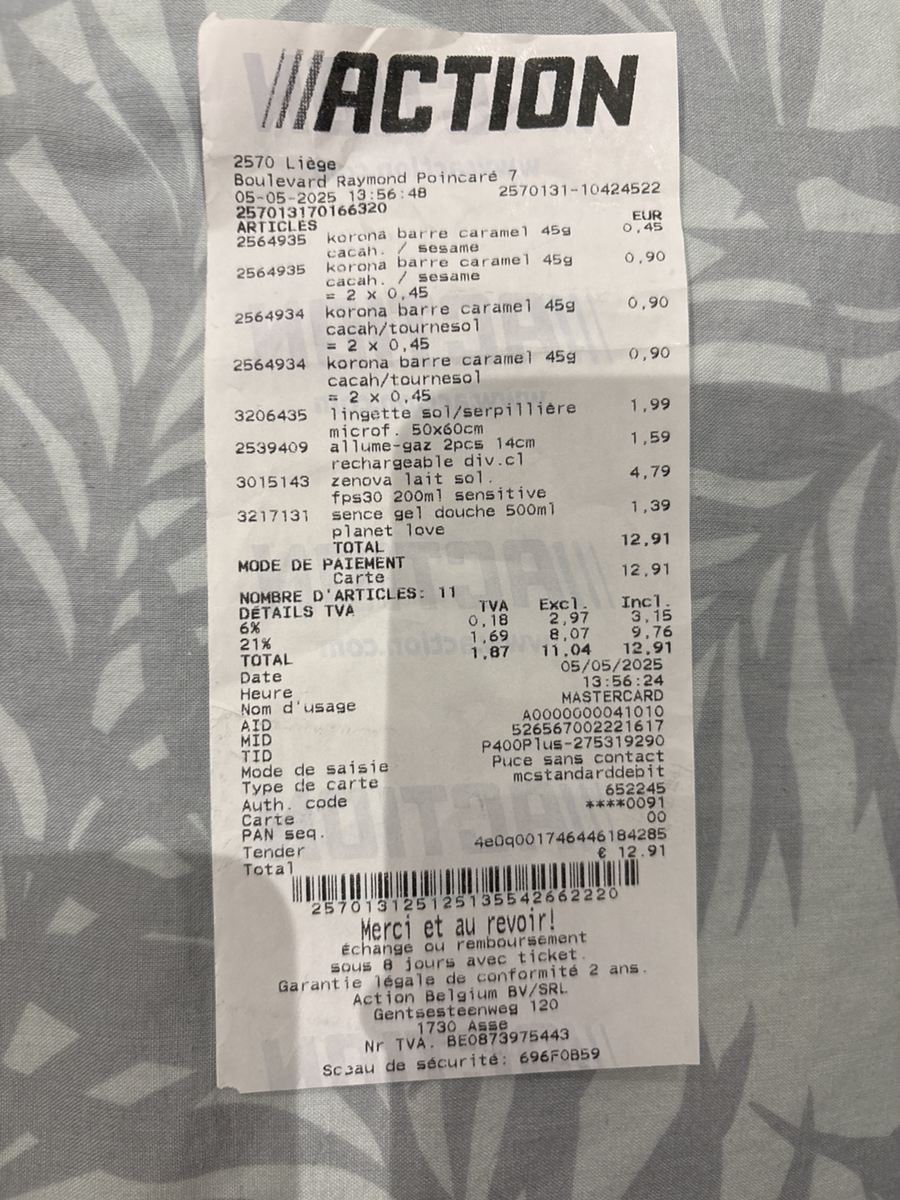 ACTION
2570 Liège
Boulevard Raymond Poincaré 7
05-05-2025 13:56:48 2570131-10424522
257013170166320
ARTICLES EUR
2564935 korona barre caramel 45g 0,45
cacah. / sesame
2564935 korona barre caramel 45g 0,90
cacah. / sesame
= 2 x 0,45
2564934 korona barre caramel 45g 0,90
cacah/tournesol
= 2 x 0,45
2564934 korona barre caramel 45g 0,90
cacah/tournesol
= 2 x 0,45
3206435 lingette sol/serpillière 1,99
microf. 50x60cm
2539409 allume-gaz 2pcs 14cm 1,59
rechargeable div.cl
3015143 zenova lait sol. 4,79
fps30 200ml sensitive
3217131 sence gel douche 500ml 1,39
planet love
TOTAL 12,91
MODE DE PAIEMENT
Carte 12,91
NOMBRE D'ARTICLES: 11
DÉTAILS TVA TVA Excl. Incl.
6% 0,18 2,97 3,15
21% 1,69 8,07 9,76
TOTAL 1,87 11,04 12,91
Date 05/05/2025
Heure 13:56:24
Nom d'usage MASTERCARD
AID A0000000041010
MID 526567002221617
TID P400Plus-275319290
Mode de saisie Puce sans contact
Type de carte mcstandarddebit
Auth. code 652245
Carte ****0091
PAN seq. 00
Tender 4e0q001746446184285
Total € 12.91
257013125125135542662220
Merci et au revoir!
Échange ou remboursement
sous 8 jours avec ticket.
Garantie légale de conformité 2 ans.
Action Belgium BV/SRL
Gentsesteenweg 120
1730 Asse
Nr TVA. BE0873975443
Sceau de sécurité: 696F0B59